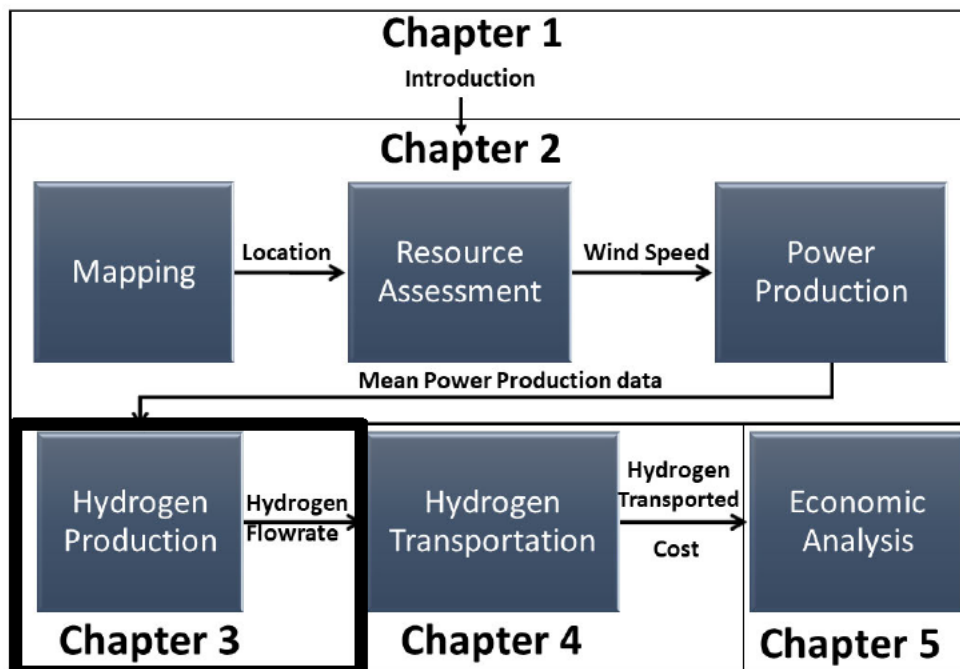 Chapter 1
Introduction
Chapter 2
Mapping
Location
Resource
Assessment
Wind Speed
Power
Production
Mean Power Production data
Hydrogen
Production
Hydrogen
Flowrate
Hydrogen
Transportation
Hydrogen
Transported
Cost
Economic
Analysis
Chapter 3
Chapter 4
Chapter 5